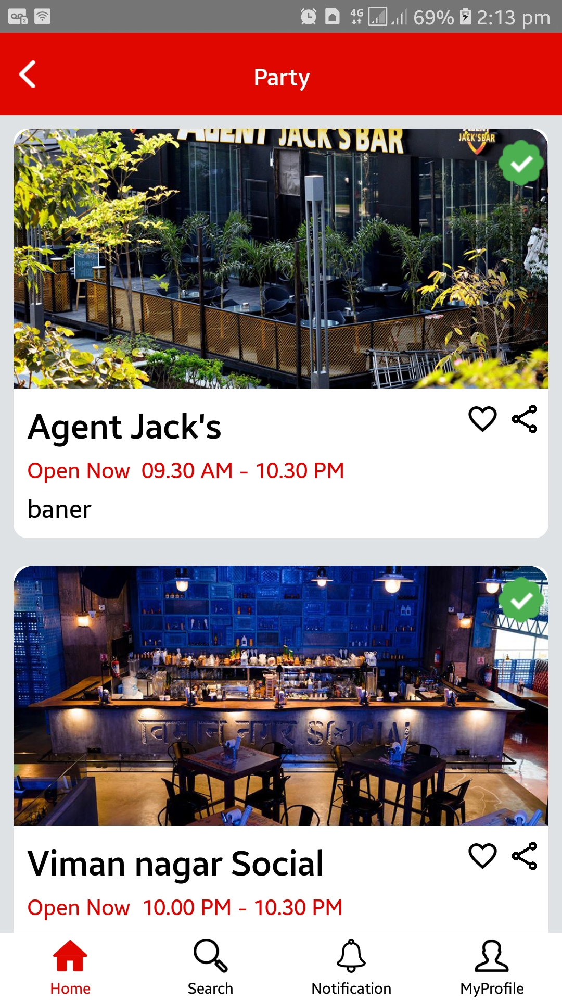 4G 69% 2:13 pm
Party
AGENT JACK'S BAR
AGENT
JACK'S BAR
Agent Jack's
Open Now 09.30 AM - 10.30 PM
baner
विमान नगर SOCIAL
Viman nagar Social
Open Now 10.00 PM - 10.30 PM
Home Search Notification MyProfile